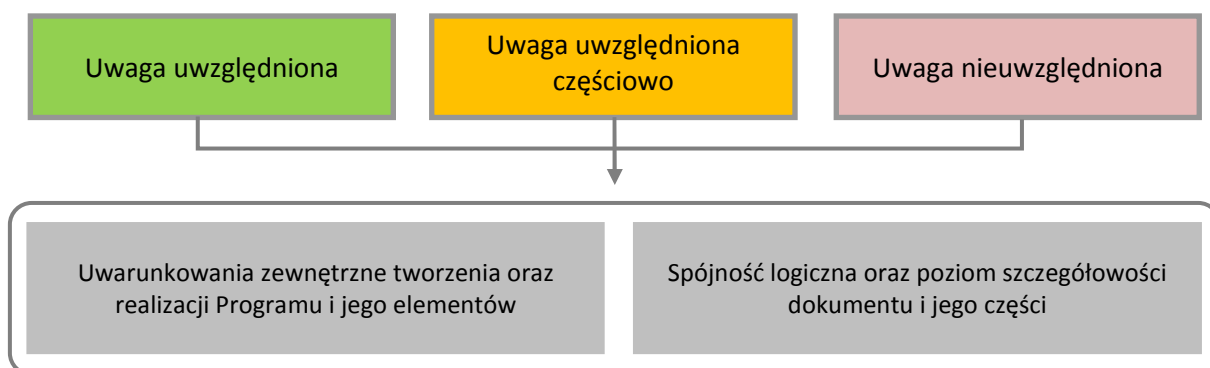 Uwaga uwzględniona
Uwaga uwzględniona
częściowo
Uwaga nieuwzględniona
Uwarunkowania zewnętrzne tworzenia oraz
realizacji Programu i jego elementów
Spójność logiczna oraz poziom szczegółowości
dokumentu i jego części